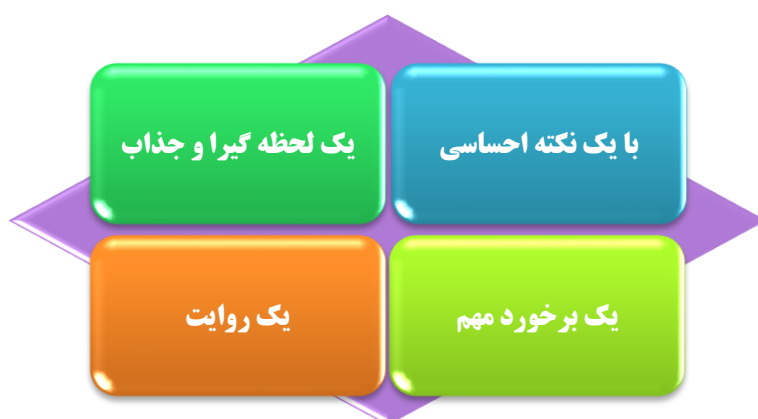 با یک نکته احساسی
یک لحظه گیرا و جذاب
یک برخورد مهم
یک روایت